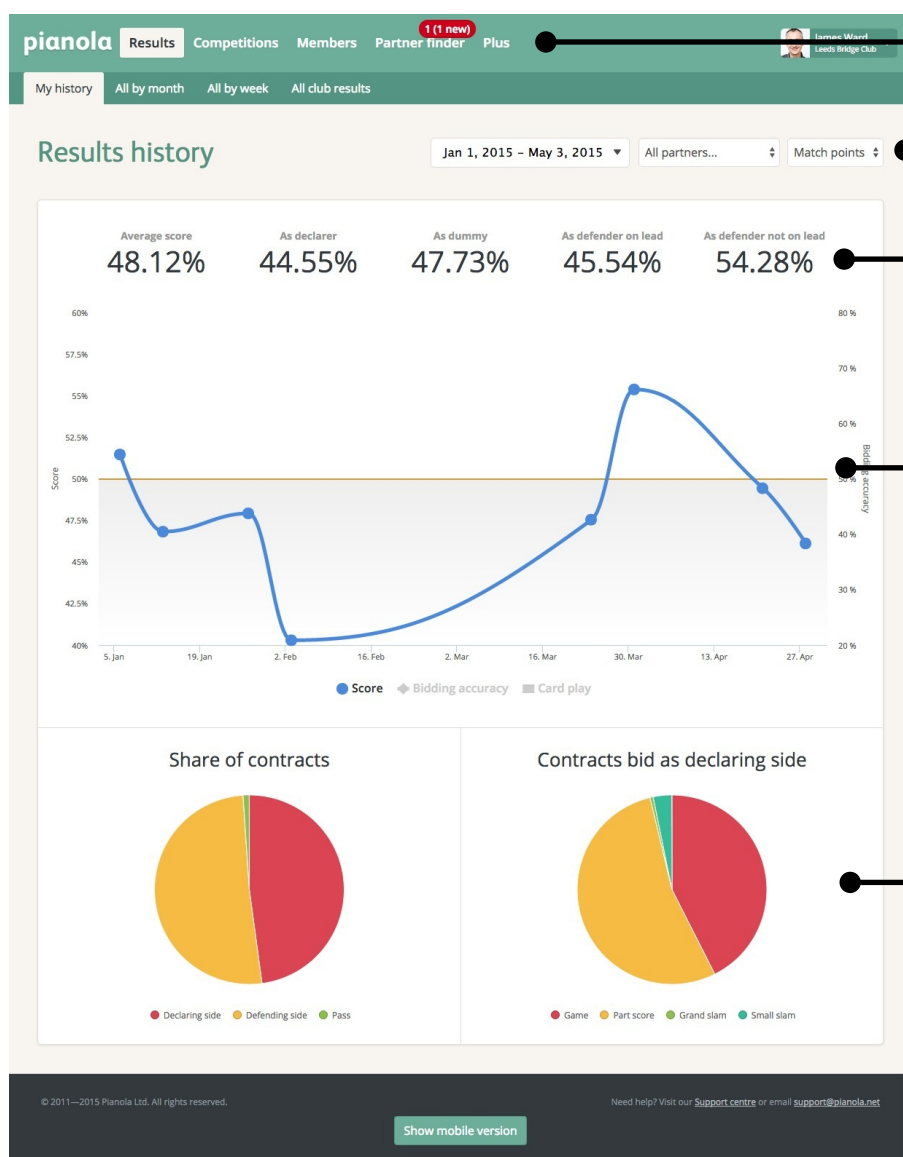 1 (1 new)
pianola Results Competitions Members Partner finder Plus
James Ward
Leeds Bridge Club
My history All by month All by week All club results
Results history
Jan 1, 2015 – May 3, 2015 All partners... Match points
Average score As declarer As dummy As defender on lead As defender not on lead
48.12% 44.55% 47.73% 45.54% 54.28%
60% 80 %
57.5%
70 %
55%
60 %
52.5%
Score 50% 50 % Bidding accuracy
47.5%
40 %
45%
30 %
42.5%
40% 20 %
5. Jan 19. Jan 2. Feb 16. Feb 2. Mar 16. Mar 30. Mar 13. Apr 27. Apr
Score Bidding accuracy Card play
Share of contracts Contracts bid as declaring side
Declaring side Defending side Pass Game Part score Grand slam Small slam
© 2011—2015 Pianola Ltd. All rights reserved. Need help? Visit our Support centre or email support@pianola.net
Show mobile version